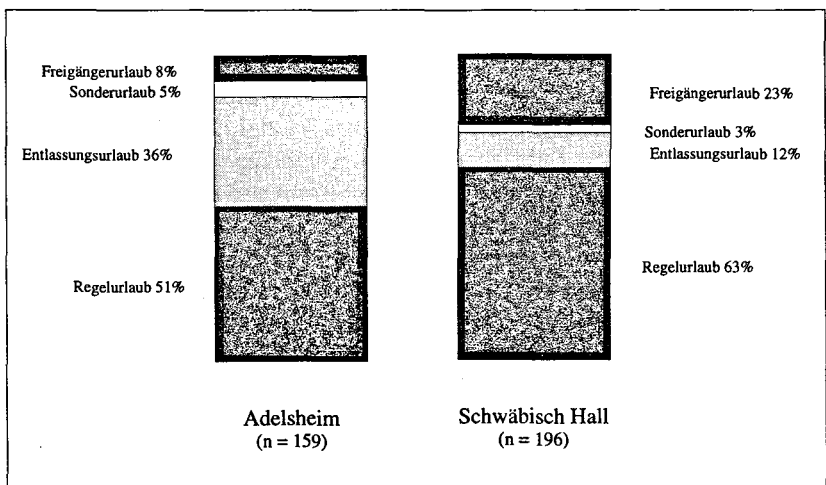 Freigängerurlaub 8%
Sonderurlaub 5%
Entlassungsurlaub 36%
Regelurlaub 51%
Freigängerurlaub 23%
Sonderurlaub 3%
Entlassungsurlaub 12%
Regelurlaub 63%
Adelsheim
(n = 159)
Schwäbisch Hall
(n = 196)